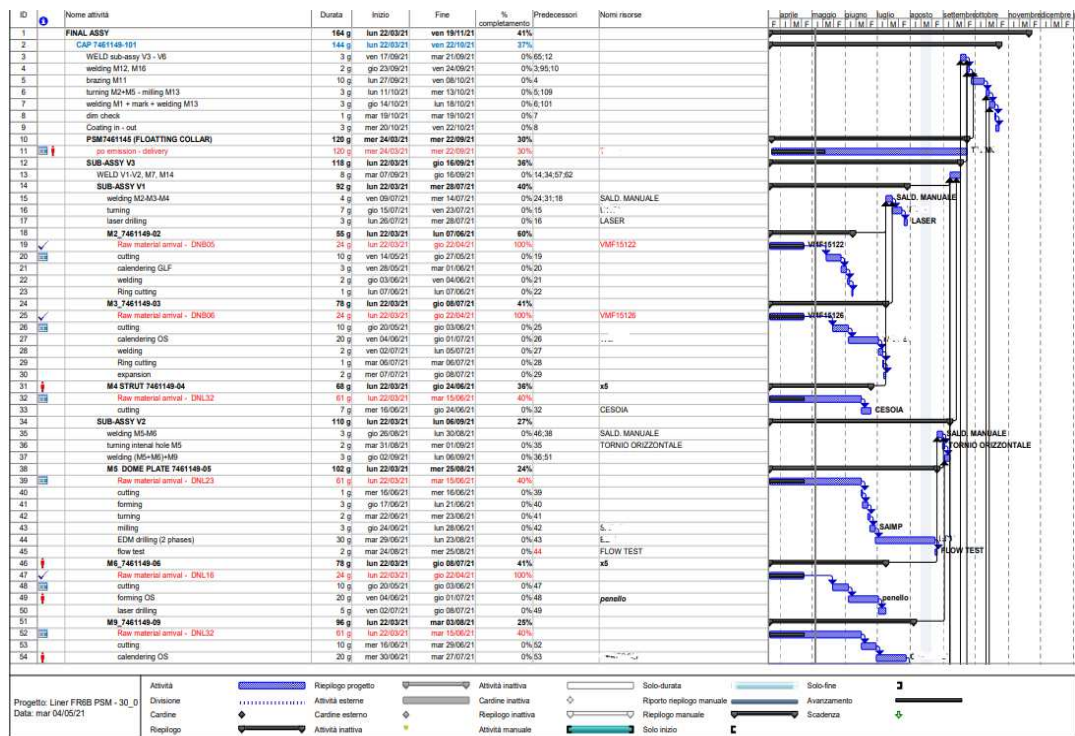 ID Nome attività Durata Inizio Fine % completamento Predecessori Nomi risorse aprile maggio giugno luglio agosto settembre ottobre novembre dicembre
F I M F I M F I M F I M F I M F
1 FINAL ASSY 164 g lun 22/03/21 ven 19/11/21 41%
2 CAP 7461149-101 144 g lun 22/03/21 ven 22/10/21 37%
3 WELD sub-assy V3 - V6 3 g ven 17/09/21 mar 21/09/21 0% 65;12
4 welding M12, M16 2 g gio 23/09/21 ven 24/09/21 0% 3;95;10
5 brazing M11 10 g lun 27/09/21 ven 08/10/21 0% 4
6 turning M2+M5 - milling M13 3 g lun 11/10/21 mer 13/10/21 0% 5;109
7 welding M1 + mark + welding M13 3 g gio 14/10/21 lun 18/10/21 0% 6;101
8 dim check 1 g mar 19/10/21 mar 19/10/21 0% 7
9 Coating in - out 3 g mer 20/10/21 ven 22/10/21 0% 8
10 PSM7461145 (FLOATTING COLLAR) 120 g mer 24/03/21 mer 22/09/21 30%
11 po emission - delivery 120 g mer 24/03/21 mer 22/09/21 30%
12 SUB-ASSY V3 118 g lun 22/03/21 gio 16/09/21 36%
13 WELD V1-V2, M7, M14 8 g mar 07/09/21 gio 16/09/21 0% 14;34;57;62
14 SUB-ASSY V1 92 g lun 22/03/21 mer 28/07/21 40%
15 welding M2-M3-M4 4 g ven 09/07/21 mer 14/07/21 0% 24;31;18 SALD. MANUALE SALD. MANUALE
16 turning 7 g gio 15/07/21 ven 23/07/21 0% 15
17 laser drilling 3 g lun 26/07/21 mer 28/07/21 0% 16 LASER LASER
18 M2_7461149-02 55 g lun 22/03/21 lun 07/06/21 60%
19 Raw material arrival - DNB05 24 g lun 22/03/21 gio 22/04/21 100% VMF15122 VMF15122
20 cutting 10 g ven 14/05/21 gio 27/05/21 0% 19
21 calendering GLF 3 g ven 28/05/21 mar 01/06/21 0% 20
22 welding 2 g gio 03/06/21 ven 04/06/21 0% 21
23 Ring cutting 1 g lun 07/06/21 lun 07/06/21 0% 22
24 M3_7461149-03 78 g lun 22/03/21 gio 08/07/21 41%
25 Raw material arrival - DNB06 24 g lun 22/03/21 gio 22/04/21 100% VMF15126 VMF15126
26 cutting 10 g gio 20/05/21 gio 03/06/21 0% 25
27 calendering OS 20 g ven 04/06/21 gio 01/07/21 0% 26
28 welding 2 g ven 02/07/21 lun 05/07/21 0% 27
29 Ring cutting 1 g mar 06/07/21 mar 06/07/21 0% 28
30 expansion 2 g mer 07/07/21 gio 08/07/21 0% 29
31 M4 STRUT 7461149-04 68 g lun 22/03/21 gio 24/06/21 36% x5
32 Raw material arrival - DNL32 61 g lun 22/03/21 mar 15/06/21 40%
33 cutting 7 g mer 16/06/21 gio 24/06/21 0% 32 CESOIA CESOIA
34 SUB-ASSY V2 110 g lun 22/03/21 lun 06/09/21 27%
35 welding M5-M6 3 g gio 26/08/21 lun 30/08/21 0% 46;38 SALD. MANUALE SALD. MANUALE
36 turning internal hole M5 2 g mar 31/08/21 mer 01/09/21 0% 35 TORNIO ORIZZONTALE TORNIO ORIZZONTALE
37 welding (M5+M6)+M9 3 g gio 02/09/21 lun 06/09/21 0% 36;51
38 M5 DOME PLATE 7461149-05 102 g lun 22/03/21 mer 25/08/21 24%
39 Raw material arrival - DNL23 61 g lun 22/03/21 mar 15/06/21 40%
40 cutting 1 g mer 16/06/21 mer 16/06/21 0% 39
41 forming 3 g gio 17/06/21 lun 21/06/21 0% 40
42 turning 2 g mar 22/06/21 mer 23/06/21 0% 41
43 milling 3 g gio 24/06/21 lun 28/06/21 0% 42 SAIMP
44 EDM drilling (2 phases) 30 g mar 29/06/21 lun 23/08/21 0% 43
45 flow test 2 g mar 24/08/21 mer 25/08/21 0% 44 FLOW TEST FLOW TEST
46 M6_7461149-06 78 g lun 22/03/21 gio 08/07/21 41% x5
47 Raw material arrival - DNL16 24 g lun 22/03/21 gio 22/04/21 100%
48 cutting 10 g gio 20/05/21 gio 03/06/21 0% 47
49 forming OS 20 g ven 04/06/21 gio 01/07/21 0% 48 penello penello
50 laser drilling 5 g ven 02/07/21 gio 08/07/21 0% 49
51 M9_7461149-09 96 g lun 22/03/21 mar 03/08/21 25%
52 Raw material arrival - DNL32 61 g lun 22/03/21 mar 15/06/21 40%
53 cutting 10 g mer 16/06/21 mar 29/06/21 0% 52
54 calendering OS 20 g mer 30/06/21 mar 27/07/21 0% 53
Progetto: Liner FR6B PSM - 30_0
Data: mar 04/05/21
Attività Riepilogo progetto Attività inattiva Solo-durata Solo-fine
Divisione Attività esterne Cardine inattiva Riporto riepilogo manuale Avanzamento
Cardine Cardine esterno Riepilogo inattivo Riepilogo manuale Scadenza
Riepilogo Attività inattiva Attività manuale Solo inizio